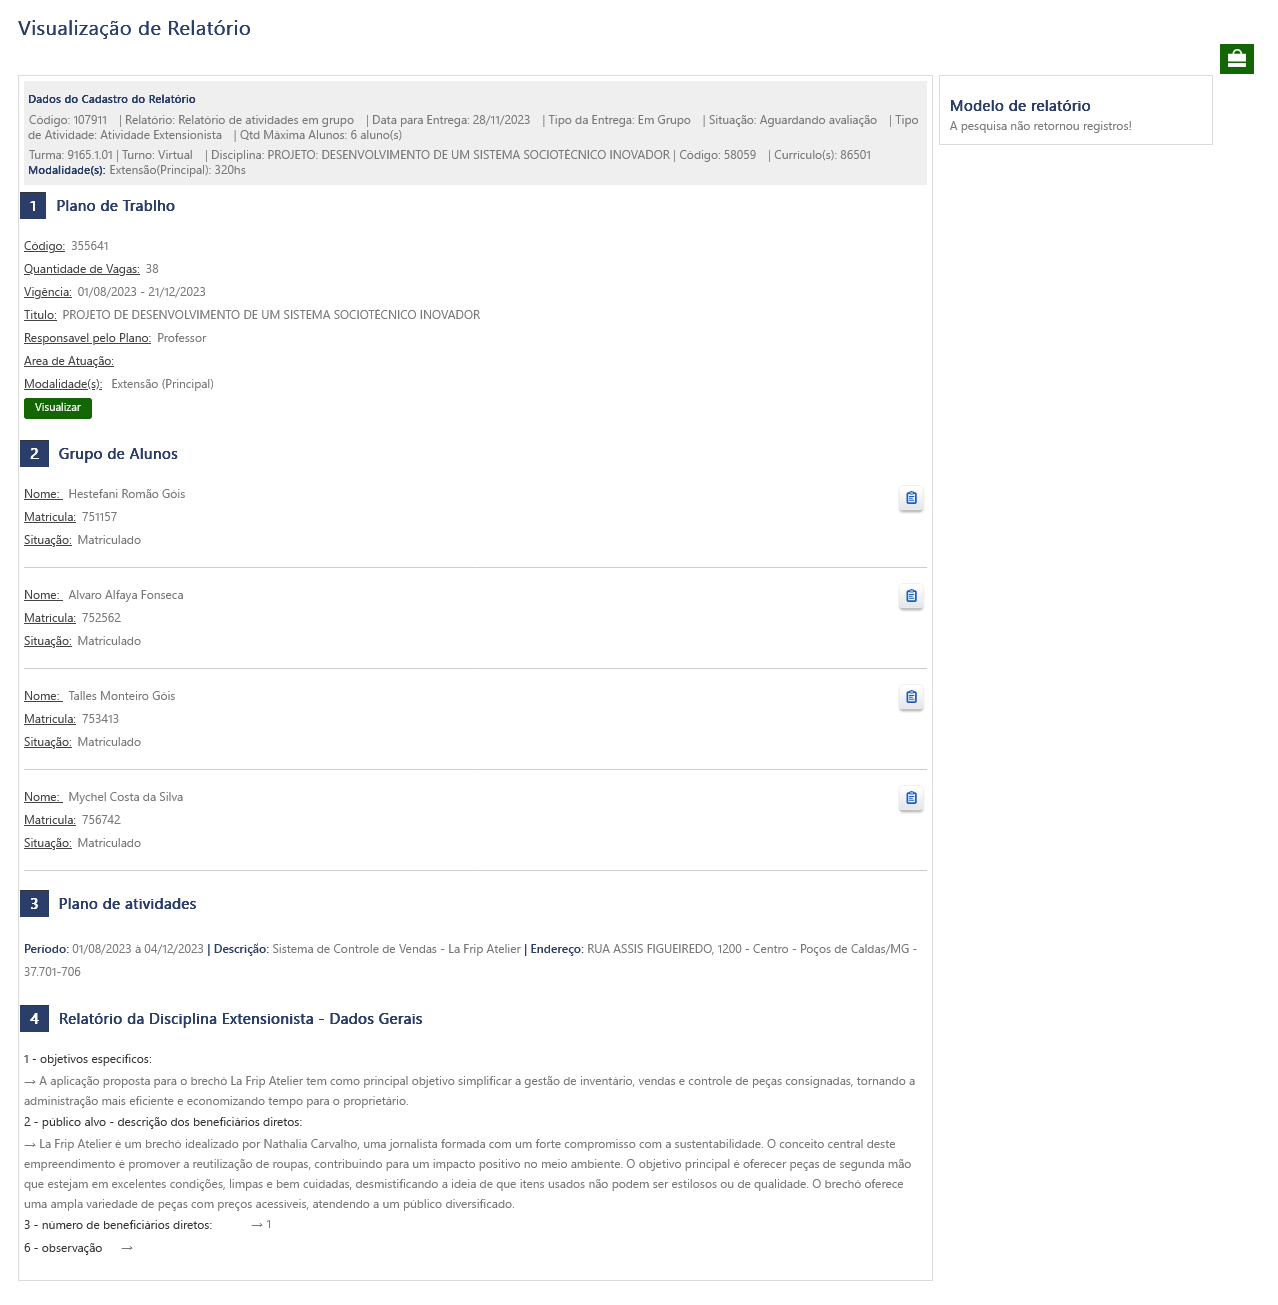 Visualização de Relatório
Dados do Cadastro do Relatório
Código: 107911 | Relatório: Relatório de atividades em grupo | Data para Entrega: 28/11/2023 | Tipo da Entrega: Em Grupo | Situação: Aguardando avaliação | Tipo
de Atividade: Atividade Extensionista | Qtd Máxima Alunos: 6 aluno(s)
Turma: 9165.1.01 | Turno: Virtual | Disciplina: PROJETO: DESENVOLVIMENTO DE UM SISTEMA SOCIOTÉCNICO INOVADOR | Código: 58059 | Currículo(s): 86501
Modalidade(s): Extensão(Principal): 320hs
1 Plano de Trablho
Código: 355641
Quantidade de Vagas: 38
Vigência: 01/08/2023 - 21/12/2023
Titulo: PROJETO DE DESENVOLVIMENTO DE UM SISTEMA SOCIOTÉCNICO INOVADOR
Responsavel pelo Plano: Professor
Area de Atuação:
Modalidade(s): Extensão (Principal)
Visualizar
2 Grupo de Alunos
Nome: Hestefani Romão Góis
Matricula: 751157
Situação: Matriculado
Nome: Alvaro Alfaya Fonseca
Matricula: 752562
Situação: Matriculado
Nome: Talles Monteiro Góis
Matricula: 753413
Situação: Matriculado
Nome: Mychel Costa da Silva
Matricula: 756742
Situação: Matriculado
3 Plano de atividades
Período: 01/08/2023 à 04/12/2023 | Descrição: Sistema de Controle de Vendas - La Frip Atelier | Endereço: RUA ASSIS FIGUEIREDO, 1200 - Centro - Poços de Caldas/MG -
37.701-706
4 Relatório da Disciplina Extensionista - Dados Gerais
1 - objetivos específicos:
→ A aplicação proposta para o brechó La Frip Atelier tem como principal objetivo simplificar a gestão de inventário, vendas e controle de peças consignadas, tornando a
administração mais eficiente e economizando tempo para o proprietário.
2 - público alvo - descrição dos beneficiários diretos:
→ La Frip Atelier é um brechó idealizado por Nathalia Carvalho, uma jornalista formada com um forte compromisso com a sustentabilidade. O conceito central deste
empreendimento é promover a reutilização de roupas, contribuindo para um impacto positivo no meio ambiente. O objetivo principal é oferecer peças de segunda mão
que estejam em excelentes condições, limpas e bem cuidadas, desmistificando a ideia de que itens usados não podem ser estilosos ou de qualidade. O brechó oferece
uma ampla variedade de peças com preços acessíveis, atendendo a um público diversificado.
3 - número de beneficiários diretos: → 1
6 - observação →
Modelo de relatório
A pesquisa não retornou registros!